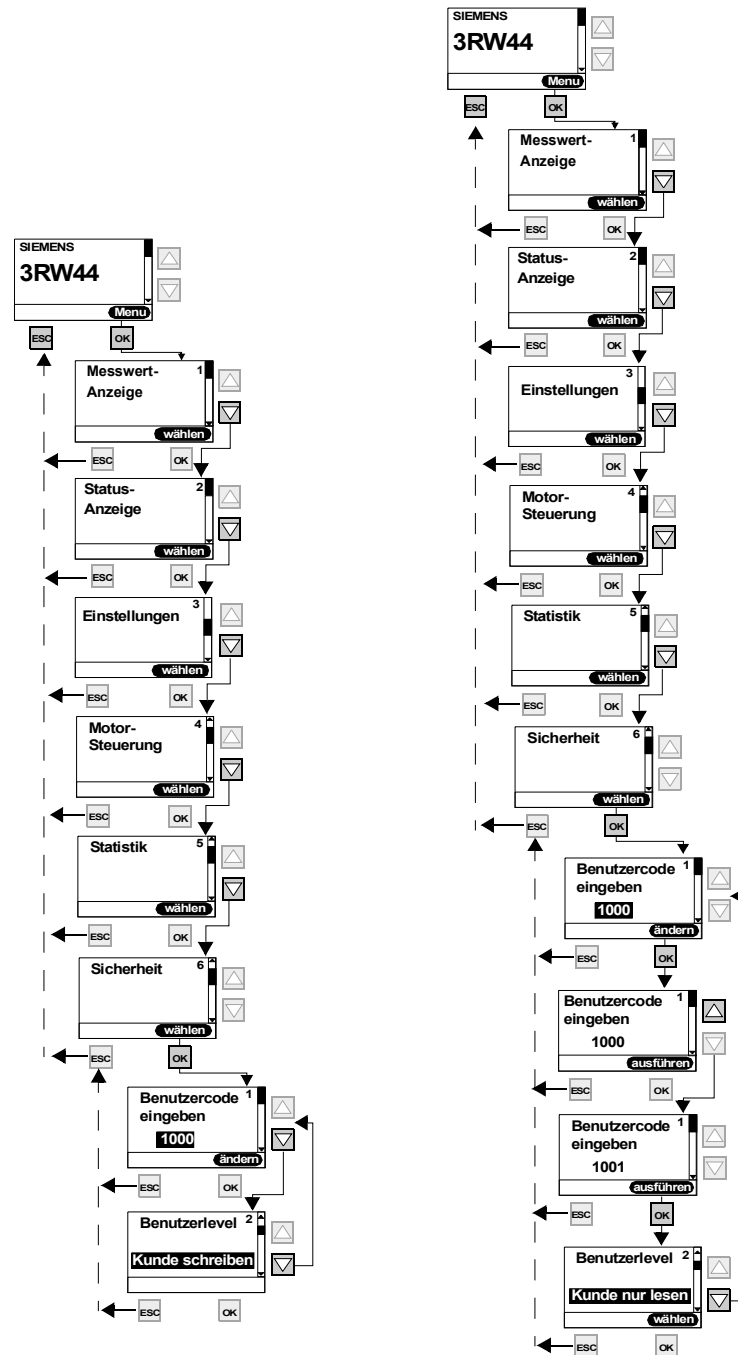 SIEMENS
3RW44
Menu
ESC
OK
Messwert-
1
Anzeige
wählen
ESC
OK
Status-
2
Anzeige
wählen
ESC
OK
3
Einstellungen
wählen
ESC
OK
Motor-
4
Steuerung
wählen
ESC
OK
Statistik
5
wählen
ESC
OK
Sicherheit
6
wählen
ESC
OK
Benutzercode
1
eingeben
1000
ändern
ESC
OK
Benutzerlevel
2
Kunde schreiben
ESC
OK
SIEMENS
3RW44
Menu
ESC
OK
Messwert-
1
Anzeige
wählen
ESC
OK
Status-
2
Anzeige
wählen
ESC
OK
3
Einstellungen
wählen
ESC
OK
Motor-
4
Steuerung
wählen
ESC
OK
Statistik
5
wählen
ESC
OK
Sicherheit
6
wählen
ESC
OK
Benutzercode
1
eingeben
1000
ändern
ESC
OK
Benutzercode
1
eingeben
1000
ausführen
ESC
OK
Benutzercode
1
eingeben
1001
ausführen
ESC
OK
Benutzerlevel
2
Kunde nur lesen
wählen
ESC
OK